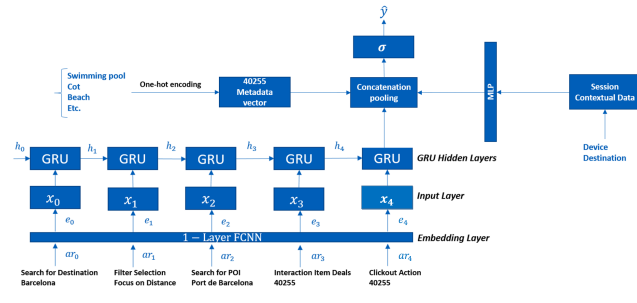 ŷ
σ
Swimming pool
Cot
Beach
Etc.
One-hot encoding
40255
Metadata
vector
Concatenation
pooling
MLP
Session
Contextual Data
Device
Destination
h₀ GRU h₁ GRU h₂ GRU h₃ GRU h₄ GRU GRU Hidden Layers
x₀ x₁ x₂ x₃ x₄ Input Layer
e₀ e₁ e₂ e₃ e₄
1 − Layer FCNN Embedding Layer
ar₀ ar₁ ar₂ ar₃ ar₄
Search for Destination
Barcelona
Filter Selection
Focus on Distance
Search for POI
Port de Barcelona
Interaction Item Deals
40255
Clickout Action
40255